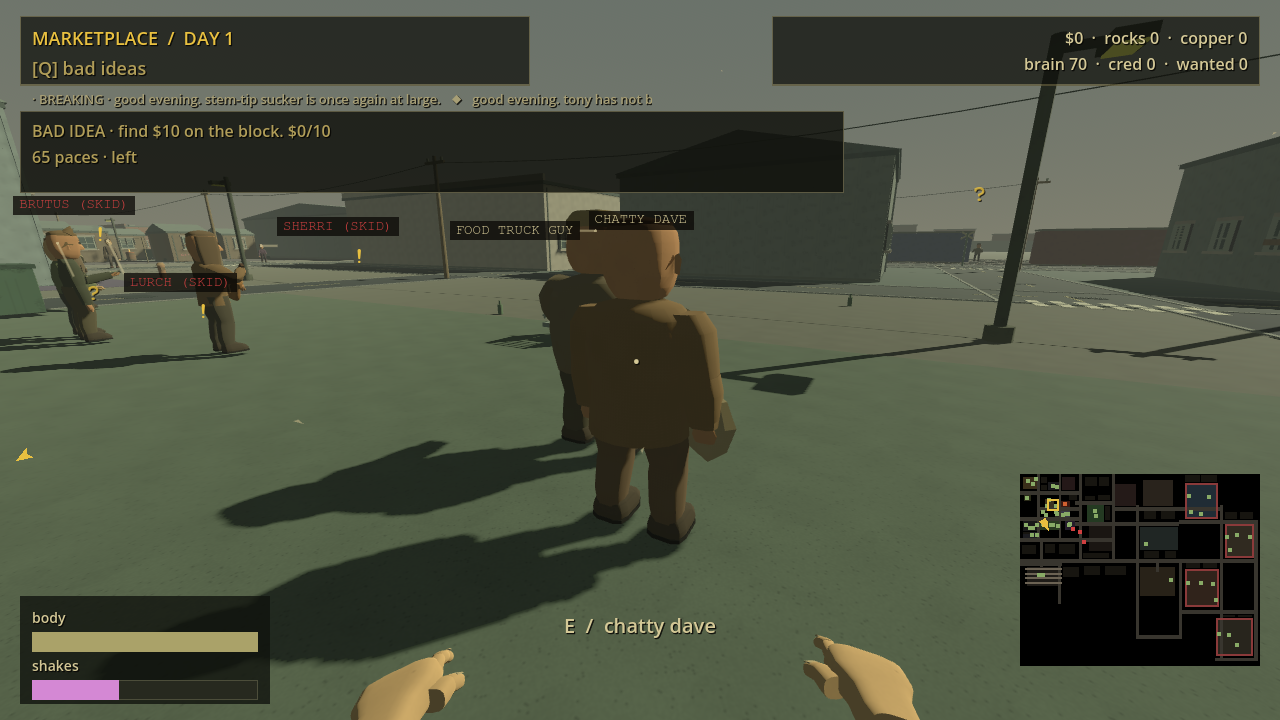 MARKETPLACE / DAY 1
[Q] bad ideas
$0 · rocks 0 · copper 0
brain 70 · cred 0 · wanted 0
· BREAKING · good evening. stem-tip sucker is once again at large. ◆ good evening. tony has not b
BAD IDEA · find $10 on the block. $0/10
65 paces · left
BRUTUS (SKID)
SHERRI (SKID)
FOOD TRUCK GUY
CHATTY DAVE
LURCH (SKID)
?
!
!
?
!
E / chatty dave
body
shakes